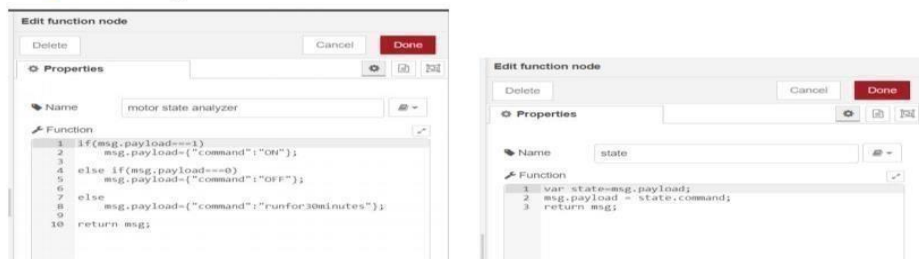 Edit function node
Delete
Cancel
Done
Properties
Name
motor state analyzer
Function
1 if(msg.payload===1)
2 msg.payload={"command":"ON"};
3
4 else if(msg.payload===0)
5 msg.payload={"command":"OFF"};
6
7 else
8 msg.payload={"command":"runfor30minutes"};
9
10 return msg;
Edit function node
Delete
Cancel
Done
Properties
Name
state
Function
1 var state=msg.payload;
2 msg.payload = state.command;
3 return msg;